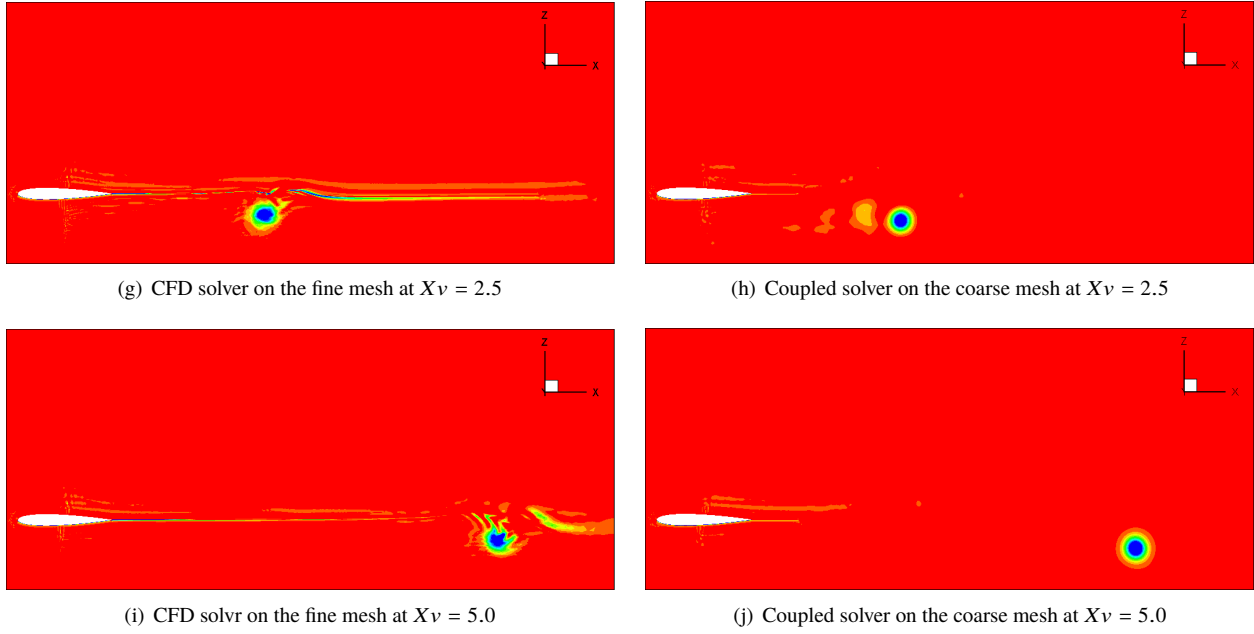 Z
X
Z
X
(g) CFD solver on the fine mesh at Xv = 2.5
(h) Coupled solver on the coarse mesh at Xv = 2.5
Z
X
Z
X
(i) CFD solvr on the fine mesh at Xv = 5.0
(j) Coupled solver on the coarse mesh at Xv = 5.0